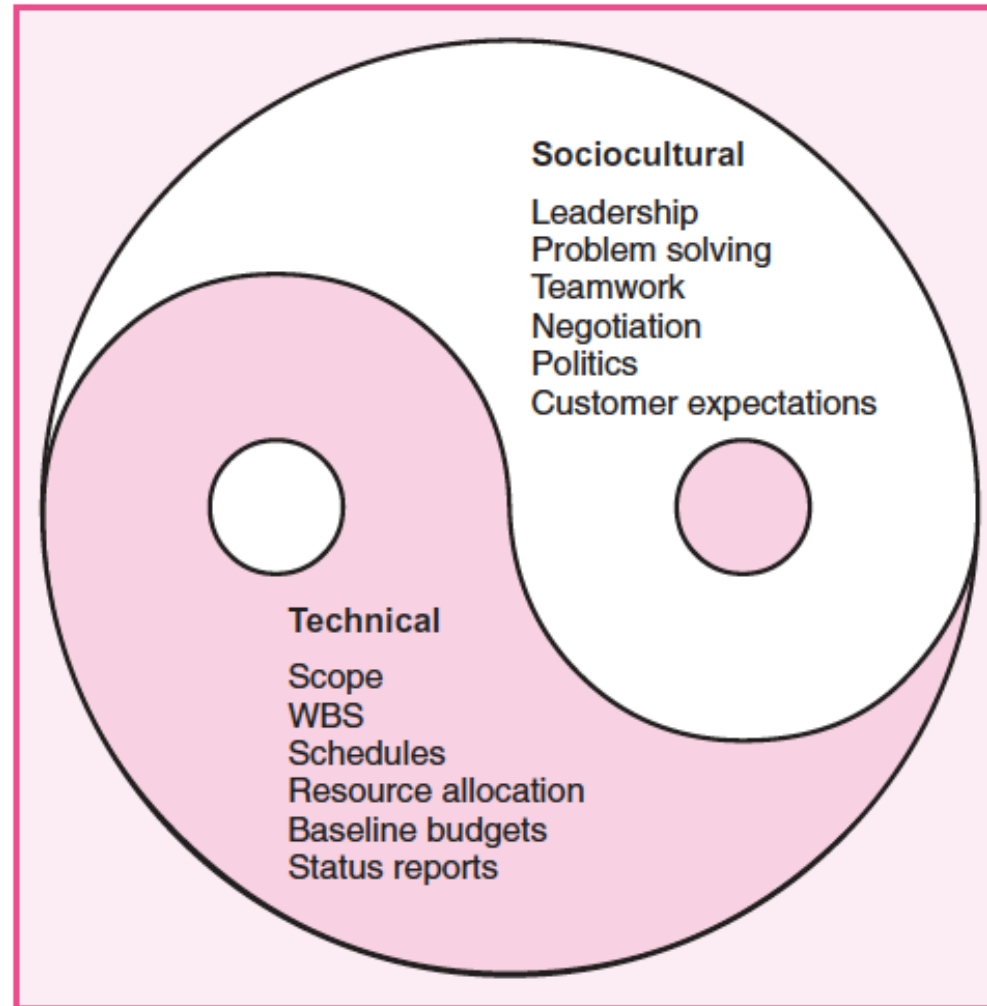 Sociocultural
Leadership
Problem solving
Teamwork
Negotiation
Politics
Customer expectations
Technical
Scope
WBS
Schedules
Resource allocation
Baseline budgets
Status reports